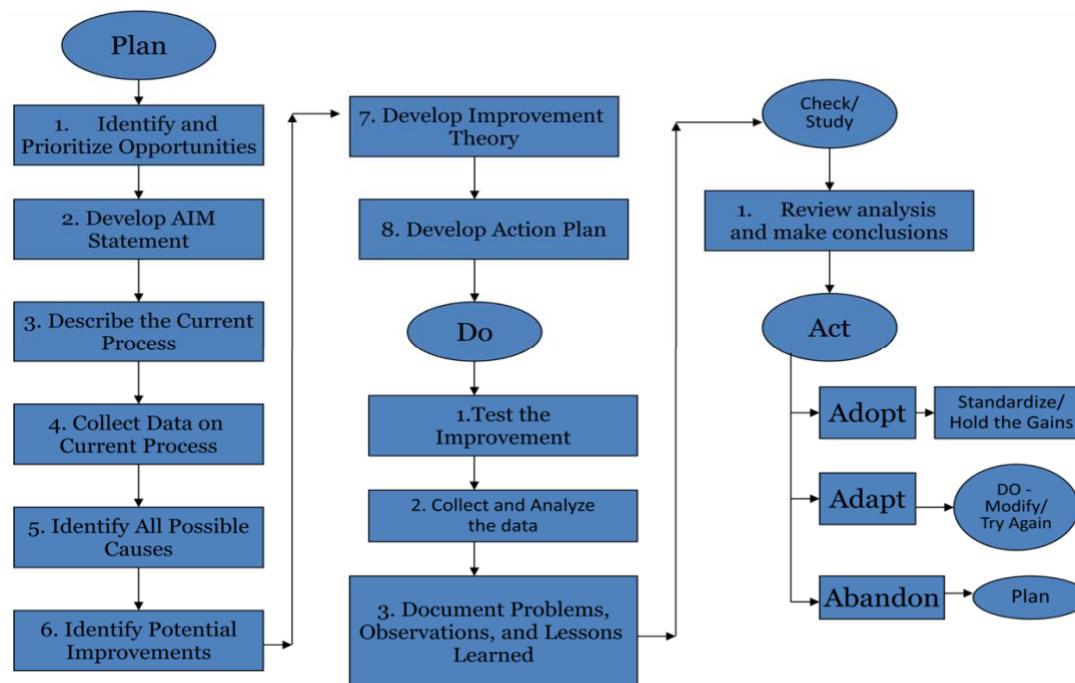 Plan
1. Identify and
Prioritize Opportunities
2. Develop AIM
Statement
3. Describe the Current
Process
4. Collect Data on
Current Process
5. Identify All Possible
Causes
6. Identify Potential
Improvements
7. Develop Improvement
Theory
8. Develop Action Plan
Do
1.Test the
Improvement
2. Collect and Analyze
the data
3. Document Problems,
Observations, and Lessons
Learned
Check/
Study
1. Review analysis
and make conclusions
Act
Adopt
Standardize/
Hold the Gains
Adapt
DO -
Modify/
Try Again
Abandon
Plan